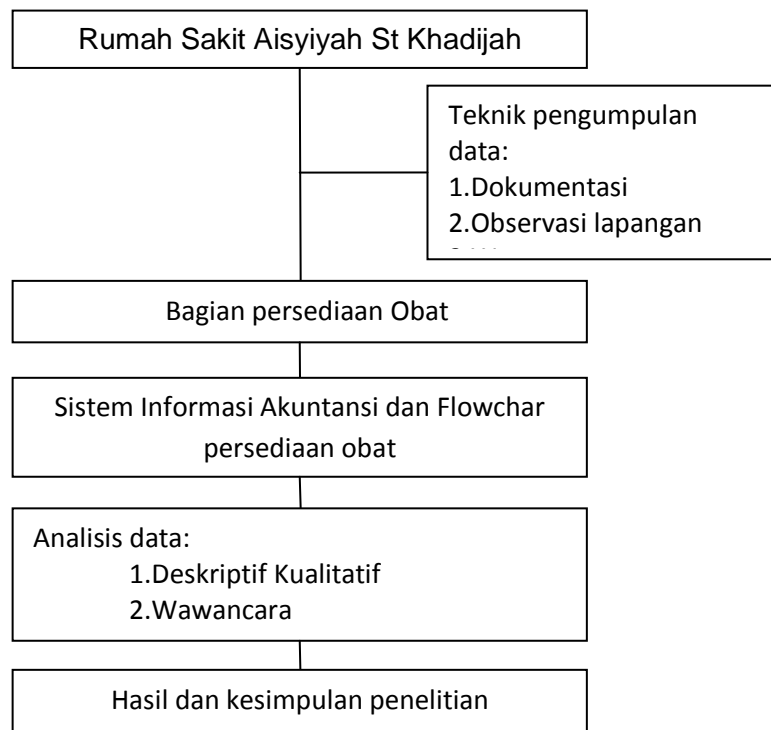 Rumah Sakit Aisyiyah St Khadijah
Teknik pengumpulan
data:
1.Dokumentasi
2.Observasi lapangan
Bagian persediaan Obat
Sistem Informasi Akuntansi dan Flowchar
persediaan obat
Analisis data:
1.Deskriptif Kualitatif
2.Wawancara
Hasil dan kesimpulan penelitian